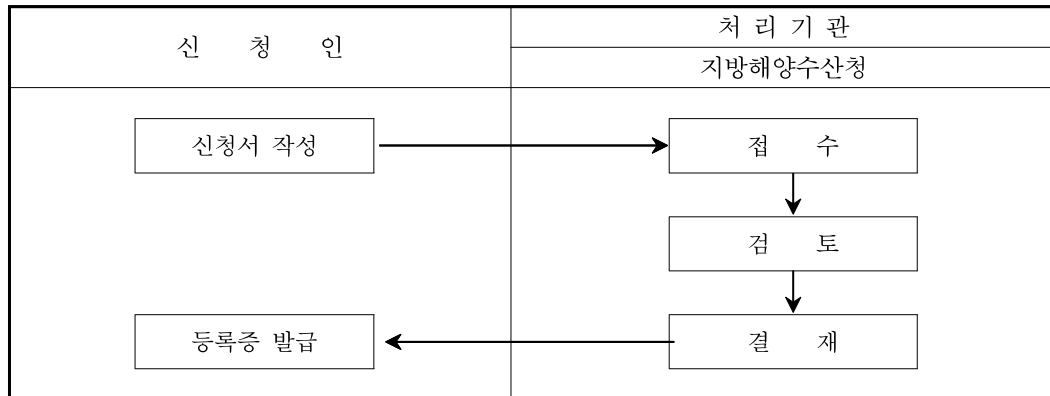 신 청 인
처 리 기 관
지방해양수산청
신청서 작성
접 수
검 토
등록증 발급
결 재